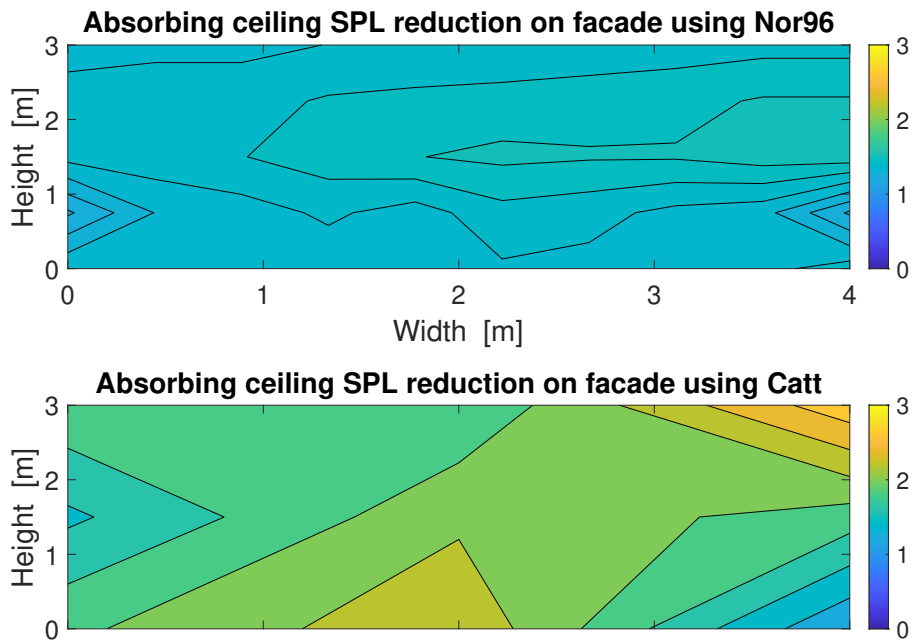 Absorbing ceiling SPL reduction on facade using Nor96
3
2
1
0
Height [m]
0 1 2 3 4
Width [m]
3
2
1
0
Absorbing ceiling SPL reduction on facade using Catt
3
2
1
0
Height [m]
3
2
1
0